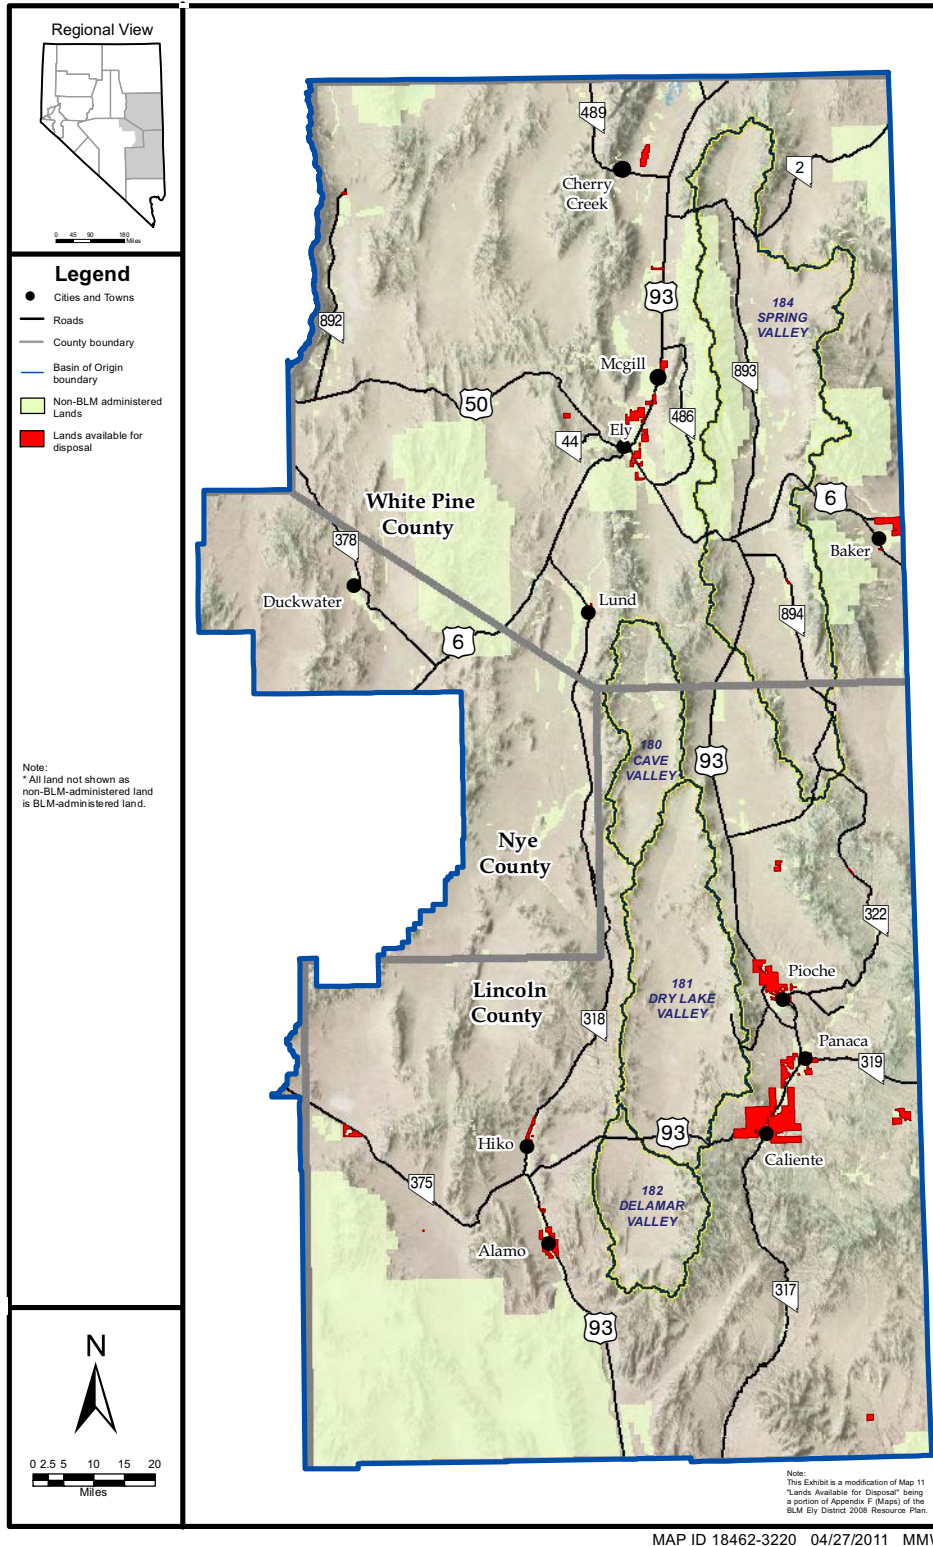 Regional View
0 45 90 180
Miles
Legend
Cities and Towns
Roads
County boundary
Basin of Origin
boundary
Non-BLM administered
Lands
Lands available for
disposal
Note:
* All land not shown as
non-BLM-administered land
is BLM-administered land.
N
0 2.5 5 10 15 20
Miles
489
2
Cherry
Creek
93
184
SPRING
VALLEY
892
Mcgill
893
50
486
Ely
44
White Pine
County
6
378
Baker
Duckwater
Lund
894
6
180
CAVE
VALLEY
93
Nye
County
322
Pioche
181
DRY LAKE
VALLEY
Lincoln
County
318
Panaca
319
93
Hiko
Caliente
375
182
DELAMAR
VALLEY
Alamo
317
93
Note:
This Exhibit is a modification of Map 11
"Lands Available for Disposal" being
a portion of Appendix F (Maps) of the
BLM Ely District 2008 Resource Plan.
MAP ID 18462-3220 04/27/2011 MMW